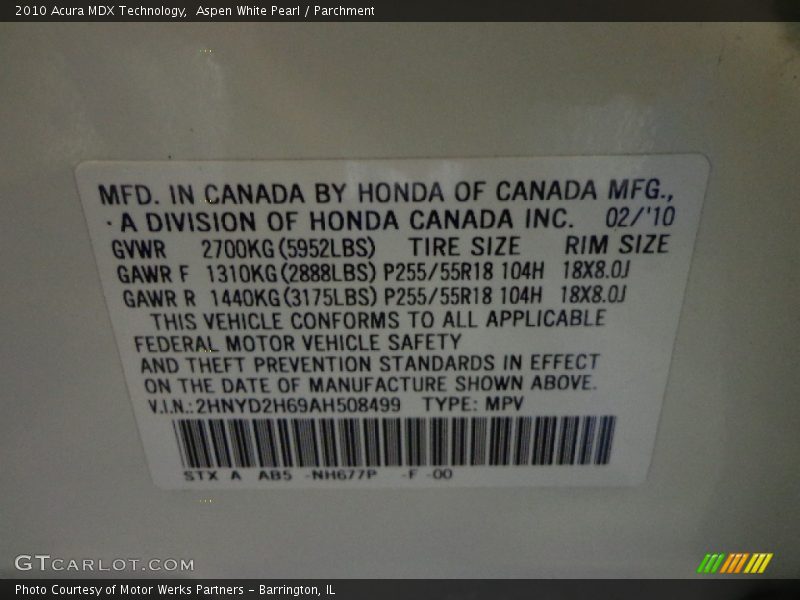 2010 Acura MDX Technology,  Aspen White Pearl / Parchment
MFD. IN CANADA BY HONDA OF CANADA MFG.,
A DIVISION OF HONDA CANADA INC. 02/'10
GVWR 2700KG(5952LBS) TIRE SIZE RIM SIZE
GAWR F 1310KG(2888LBS) P255/55R18 104H 18X8.0J
GAWR R 1440KG(3175LBS) P255/55R18 104H 18X8.0J
THIS VEHICLE CONFORMS TO ALL APPLICABLE
FEDERAL MOTOR VEHICLE SAFETY
AND THEFT PREVENTION STANDARDS IN EFFECT
ON THE DATE OF MANUFACTURE SHOWN ABOVE.
V.I.N.:2HNYD2H69AH508499 TYPE: MPV
STX A AB5 -NH677P -F -00
GTCARLOT.COM
Photo Courtesy of Motor Werks Partners - Barrington, IL